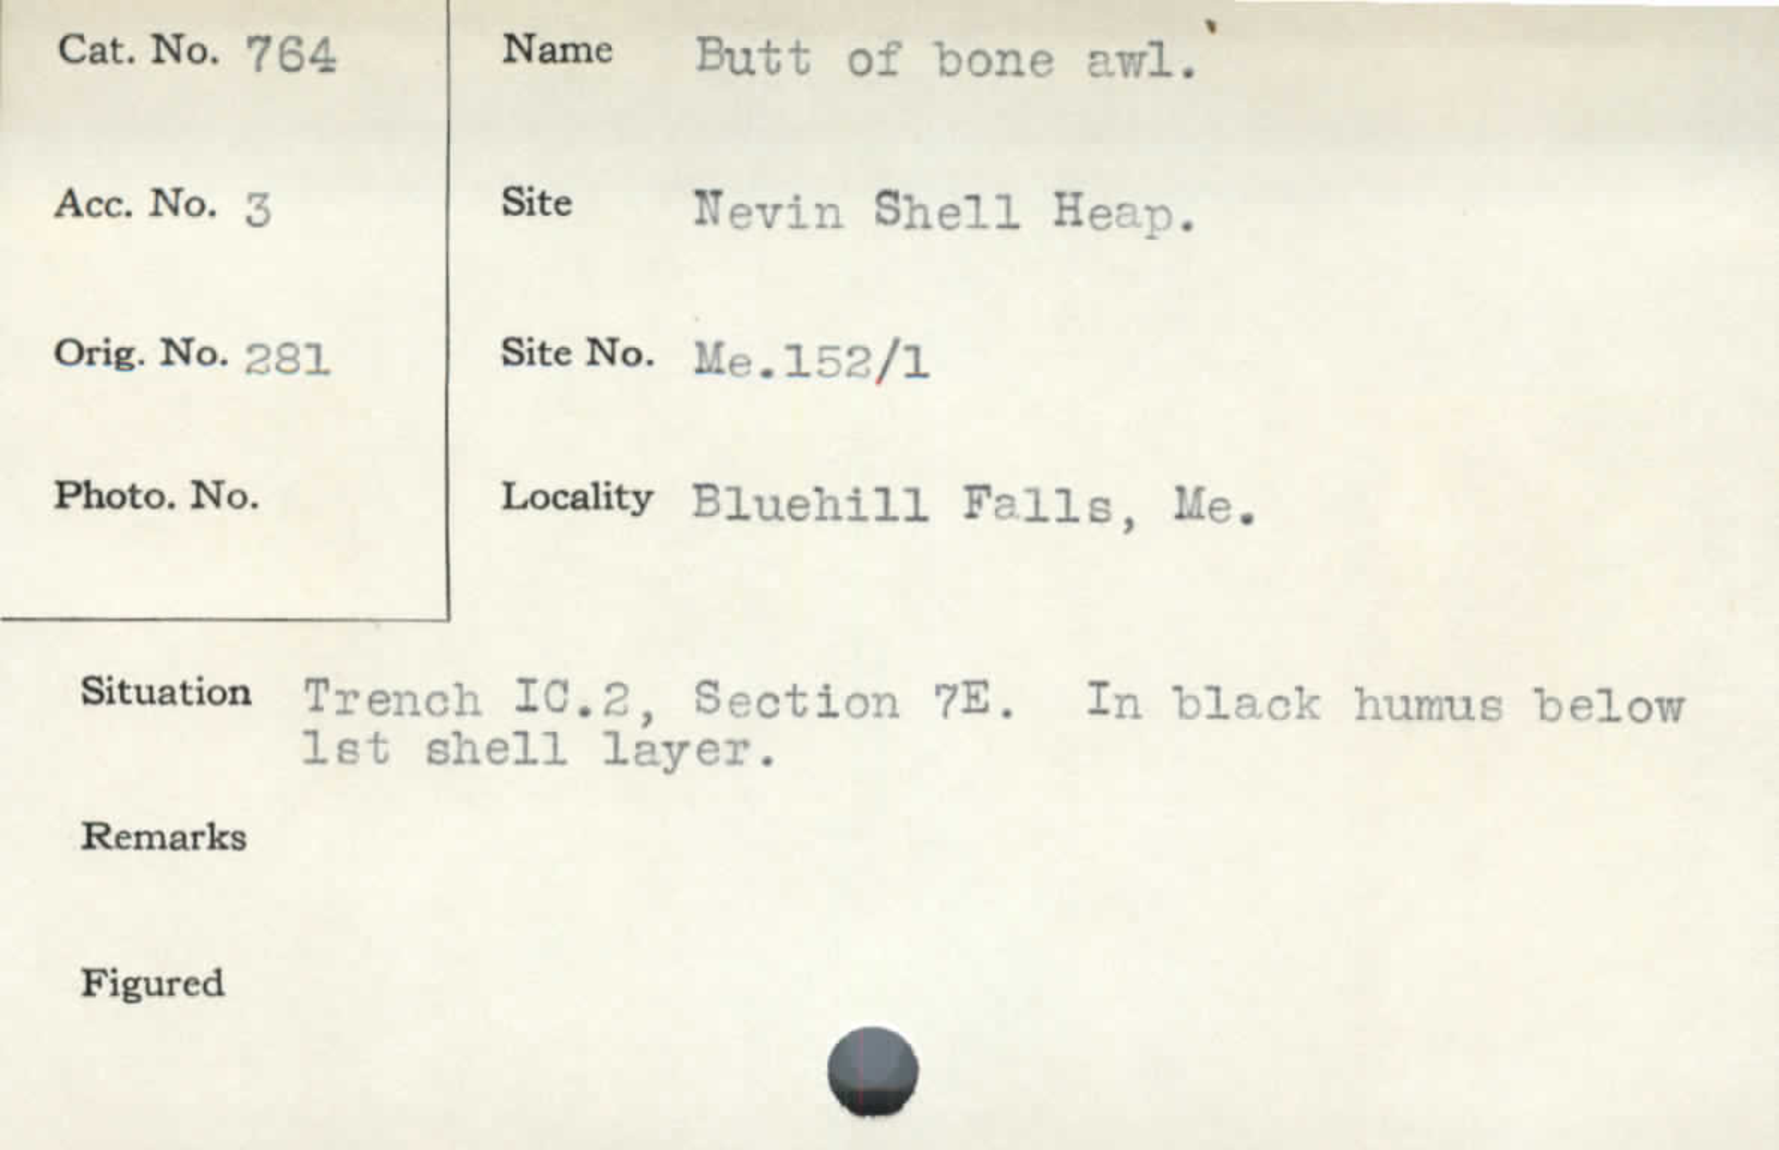 Cat. No. 764
Name Butt of bone awl.
Acc. No. 3
Site Nevin Shell Heap.
Orig. No. 281
Site No. Me.152/1
Photo. No.
Locality Bluehill Falls, Me.
Situation Trench IC.2, Section 7E. In black humus below
1st shell layer.
Remarks
Figured